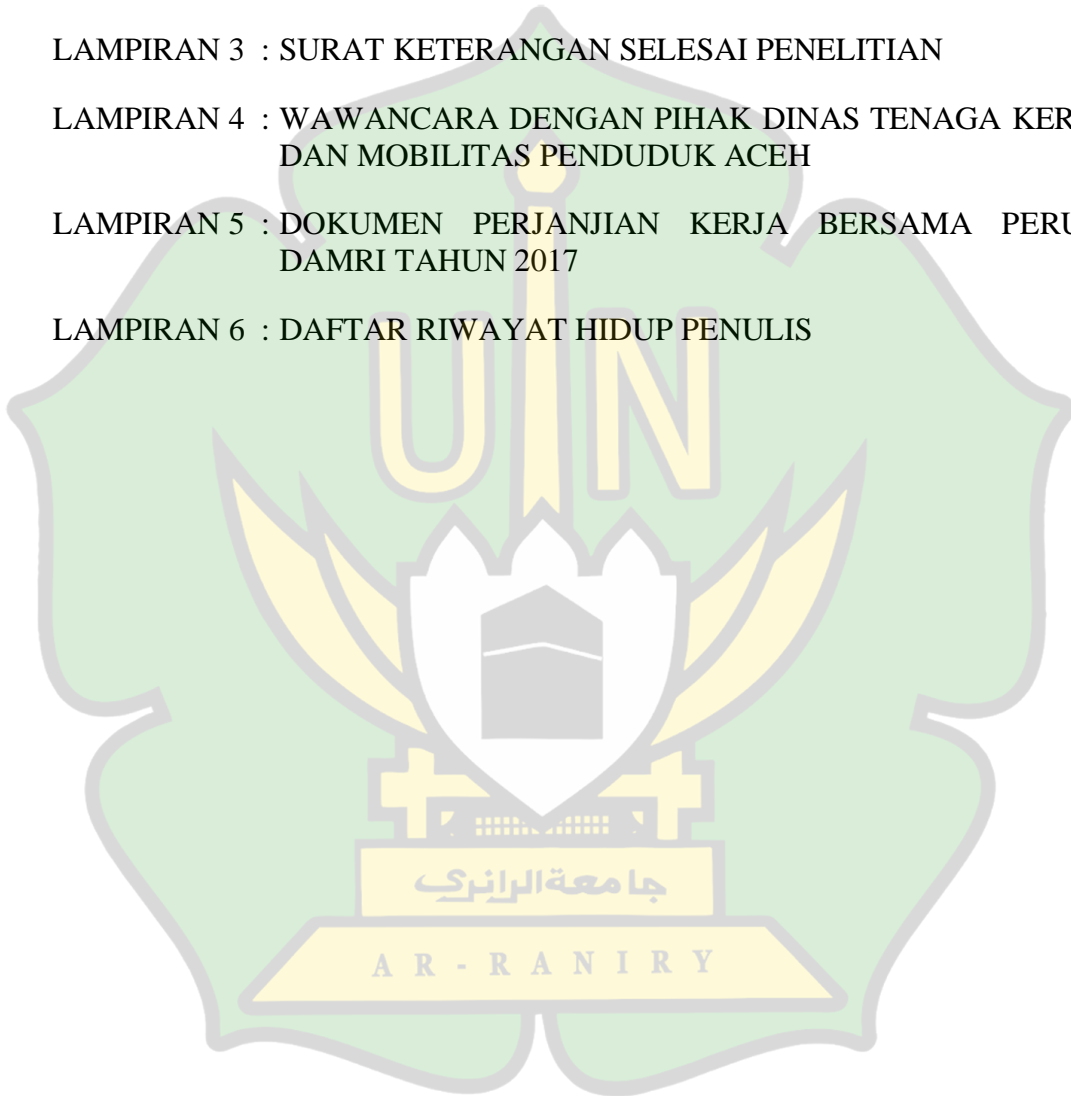 LAMPIRAN 3 : SURAT KETERANGAN SELESAI PENELITIAN
LAMPIRAN 4 : WAWANCARA DENGAN PIHAK DINAS TENAGA KER
DAN MOBILITAS PENDUDUK ACEH
LAMPIRAN 5 : DOKUMEN PERJANJIAN KERJA BERSAMA PERU
DAMRI TAHUN 2017
LAMPIRAN 6 : DAFTAR RIWAYAT HIDUP PENULIS
UIN
جامعة الرانري
AR-RANIRY